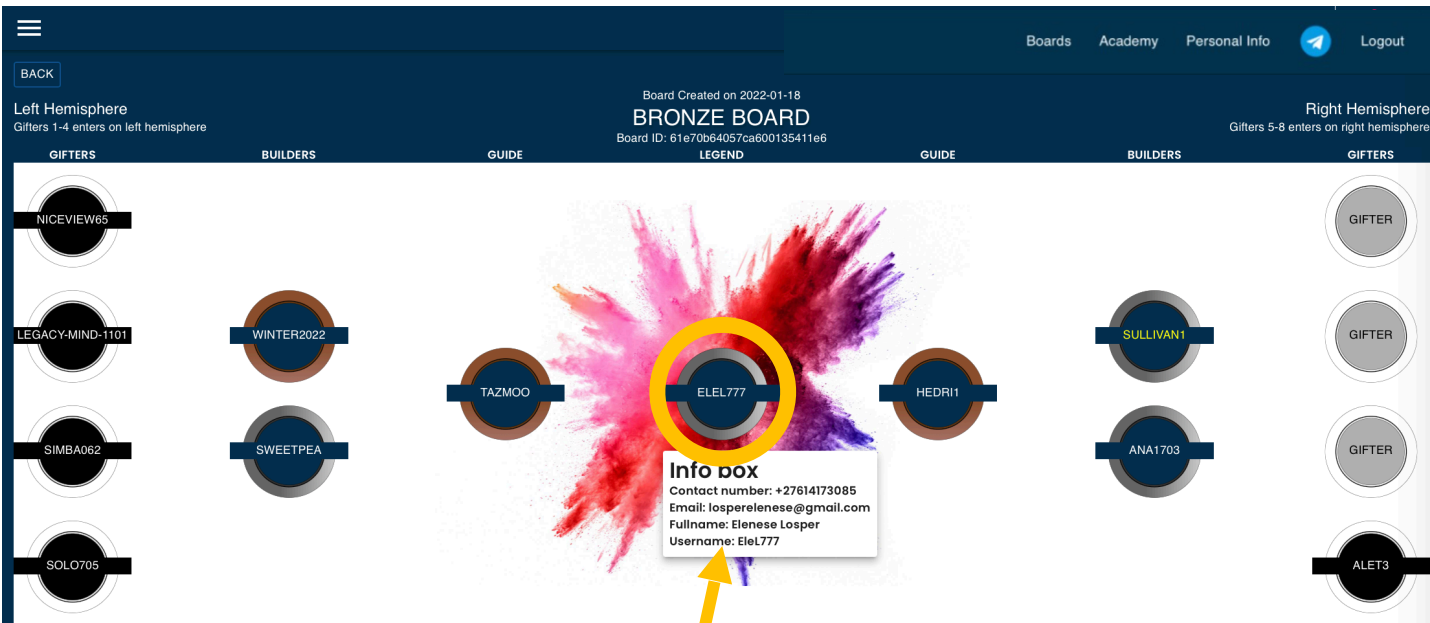 Boards Academy Personal Info Logout
BACK
Board Created on 2022-01-18
Left Hemisphere BRONZE BOARD Right Hemisphere
Gifters 1-4 enters on left hemisphere Board ID: 61e70b64057ca600135411e6 Gifters 5-8 enters on right hemisphere
GIFTERS BUILDERS GUIDE LEGEND GUIDE BUILDERS GIFTERS
NICEVIEW65 GIFTER
LEGACY-MIND-1101 WINTER2022 SULLIVAN1 GIFTER
TAZMOO ELEL777 HEDRI1
SIMBA062 SWEETPEA ANA1703 GIFTER
Info box
Contact number: +27614173085
Email: losperelenese@gmail.com
Fullname: Elenese Losper
Username: EleL777
SOLO705 ALET3